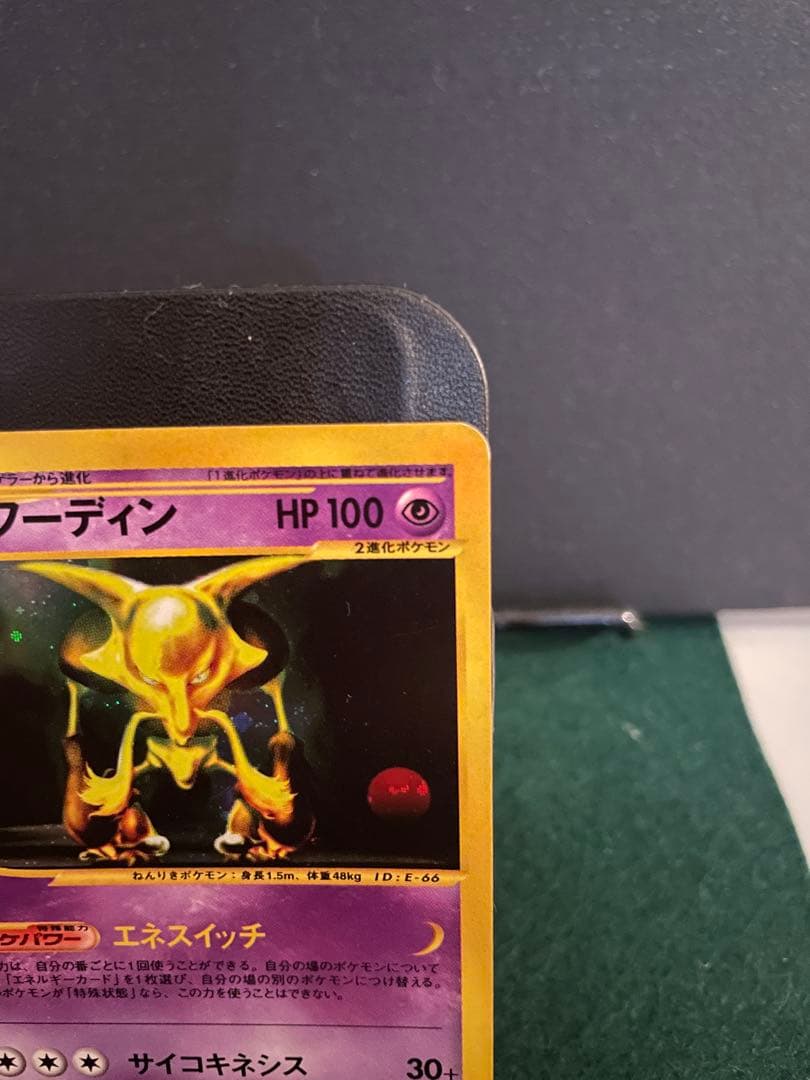 ゲラーから進化
「1進化ポケモン」の上に重ねて進化させます
フーディン HP 100
2進化ポケモン
ねんりきポケモン：身長1.5m、体重48kg ID：E-66
ケパワー 特殊能力 エネスイッチ
力は、自分の番ごとに1回使うことができる。自分の場のポケモンについて
「エネルギーカード」を1枚選び、自分の場の別のポケモンにつけ替える。
ポケモンが「特殊状態」なら、この力を使うことはできない。
サイコキネシス 30+